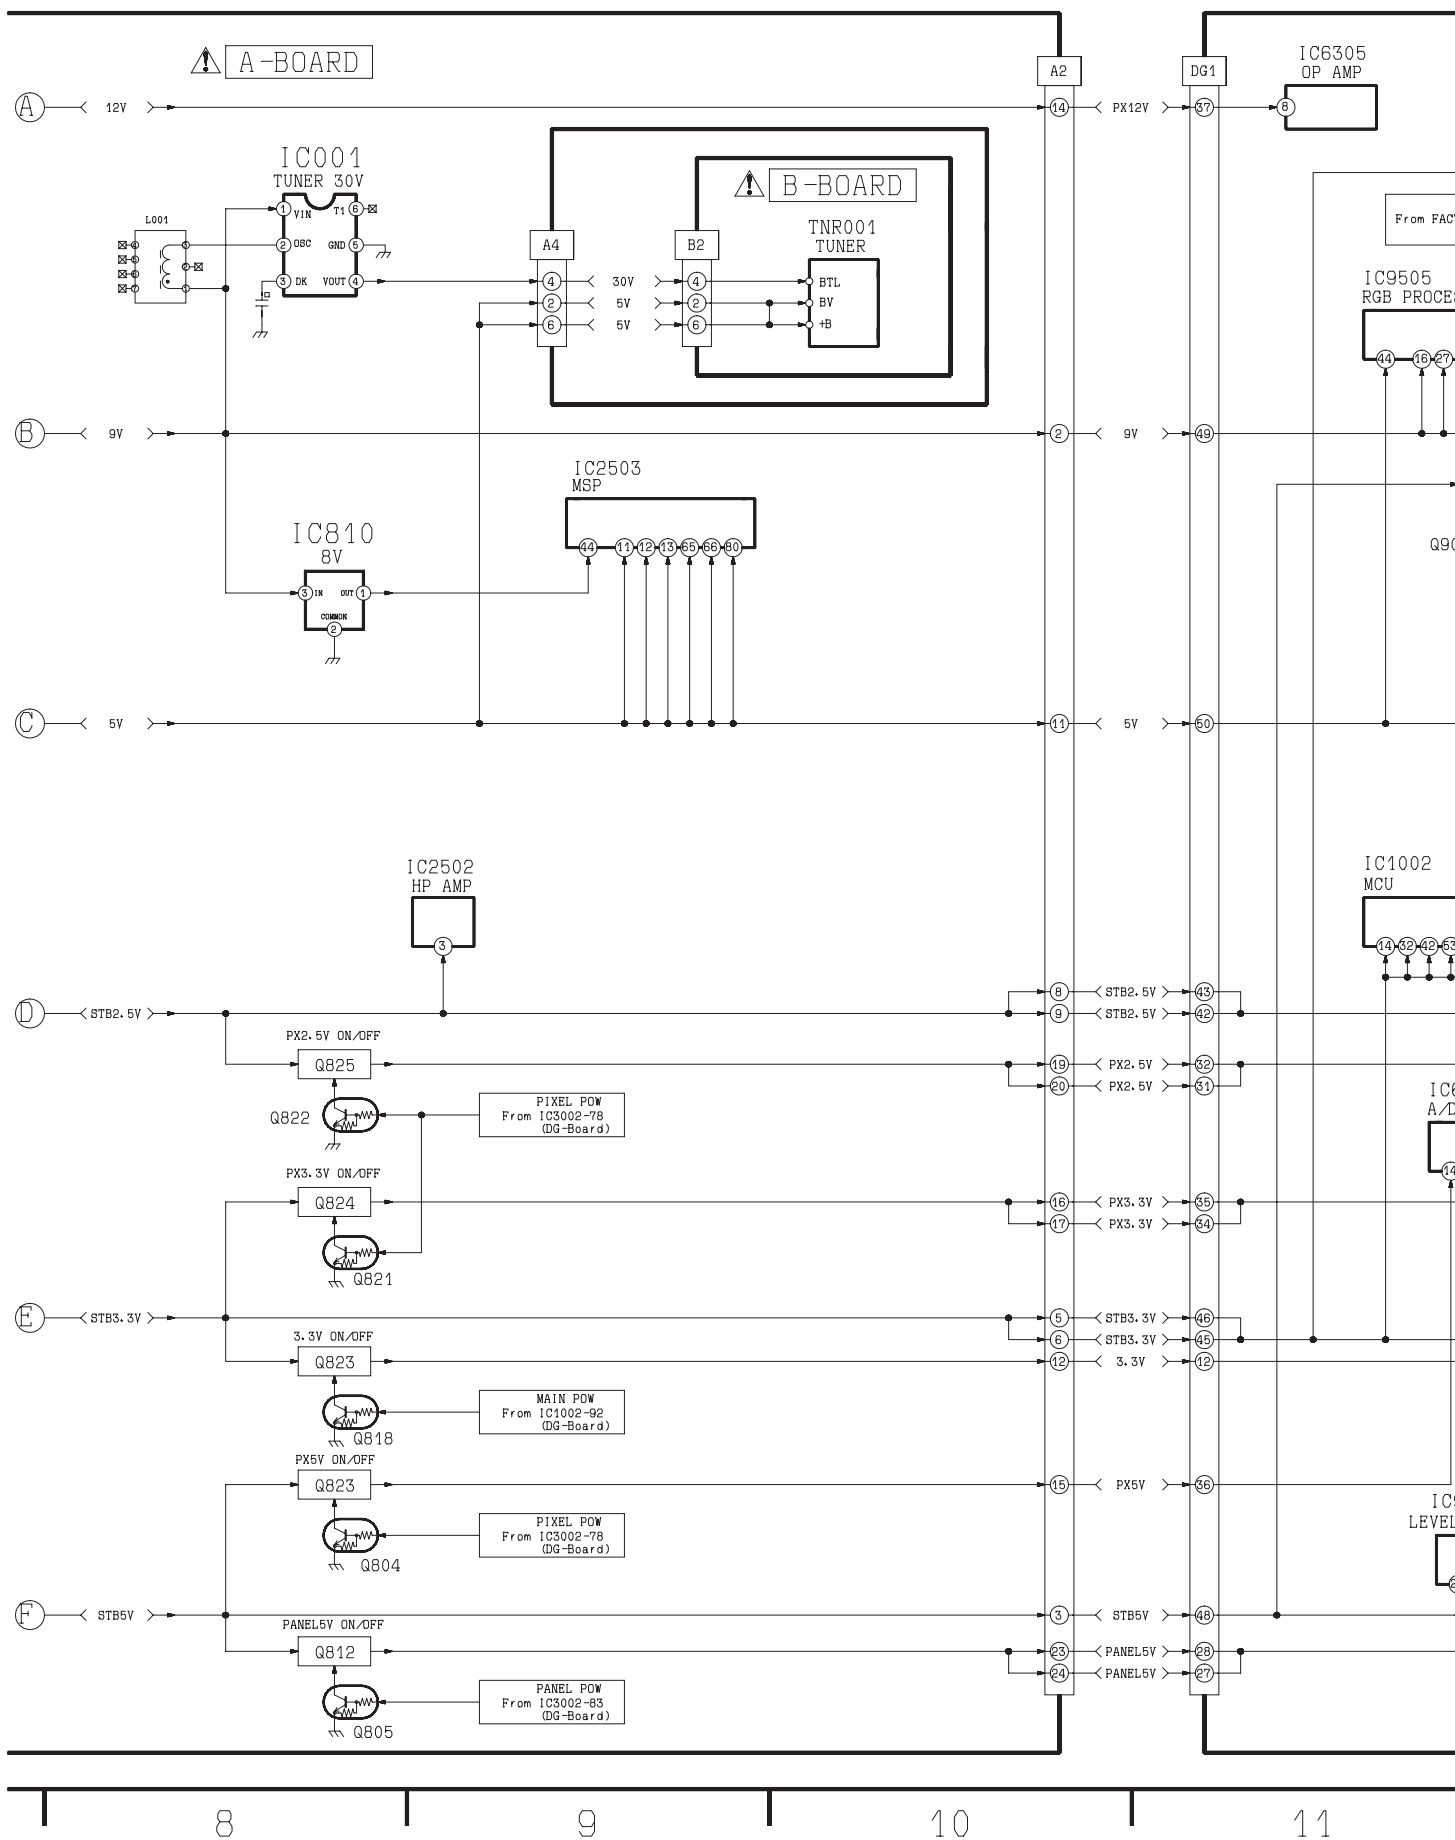 A-BOARD
A2
DG1
IC6305
OP AMP
A
12V
14
PX12V
37
8
IC001
TUNER 30V
B-BOARD
L001
1
VIN
T1
6
TNR001
TUNER
From FAC
2
OSC
GND
5
A4
B2
3
DK
VOUT
4
4
30V
4
BTL
2
5V
2
BV
6
5V
6
+B
IC9505
RGB PROCE
44
16
27
B
9V
2
9V
49
IC2503
MSP
IC810
8V
44
11
12
13
65
66
80
3
IN
OUT
1
COMMON
2
C
5V
11
5V
50
IC2502
HP AMP
3
IC1002
MCU
14
32
42
53
8
STB2.5V
43
D
STB2.5V
9
STB2.5V
42
PX2.5V ON/OFF
Q825
19
PX2.5V
32
20
PX2.5V
31
Q822
PIXEL POW
From IC3002-78
(DG-Board)
A/D
14
PX3.3V ON/OFF
Q824
16
PX3.3V
35
17
PX3.3V
34
Q821
E
STB3.3V
5
STB3.3V
46
6
STB3.3V
45
3.3V ON/OFF
Q823
12
3.3V
12
MAIN POW
From IC1002-92
(DG-Board)
Q818
PX5V ON/OFF
Q823
15
PX5V
36
PIXEL POW
From IC3002-78
(DG-Board)
LEVEL
Q804
F
STB5V
3
STB5V
48
PANEL5V ON/OFF
Q812
23
PANEL5V
28
24
PANEL5V
27
PANEL POW
From IC3002-83
(DG-Board)
Q805
8
9
10
11